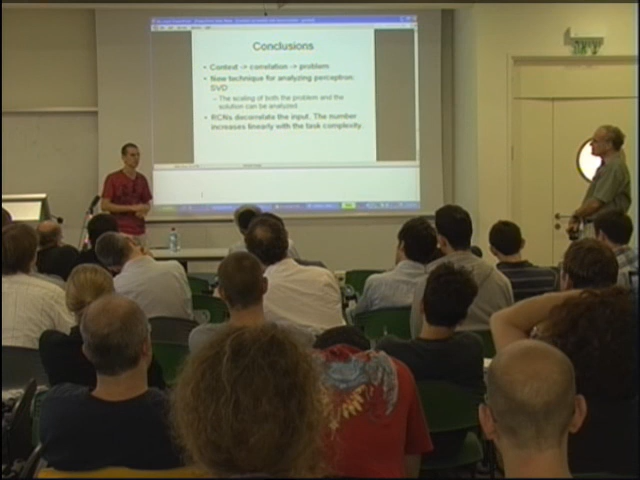 Conclusions
• Context -> correlation -> problem
• New technique for analyzing perceptron:
SVD
– The scaling of both the problem and the
solution can be analyzed
• RCNs decorrelate the input. The number
increases linearly with the task complexity.